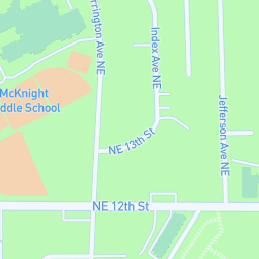 rrington Ave NE
Index Ave NE
McKnight
ddle School
Jefferson Ave NE
NE 13th St
NE 12th St